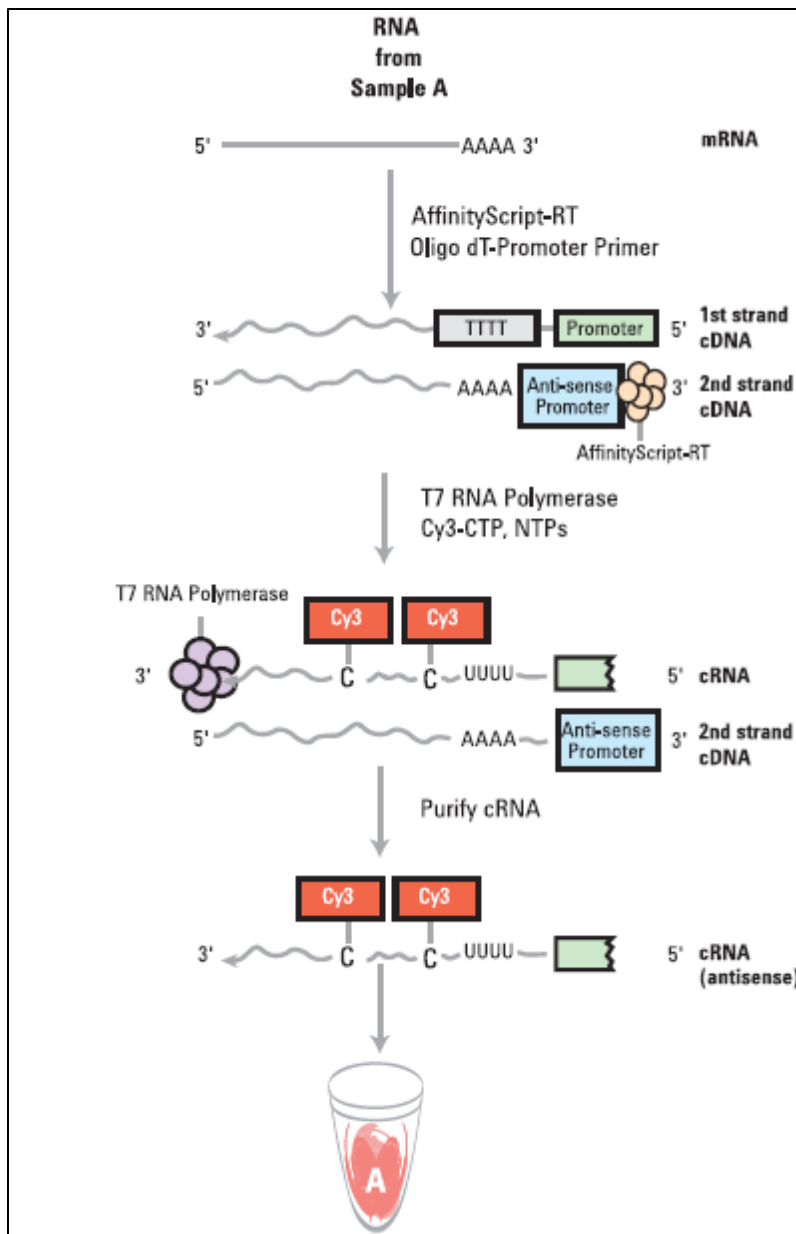 RNA
from
Sample A
5' AAAA 3' mRNA
AffinityScript-RT
Oligo dT-Promoter Primer
3' TTTT Promoter 5' 1st strand
cDNA
5' AAAA Anti-sense
Promoter 3' 2nd strand
cDNA
AffinityScript-RT
T7 RNA Polymerase
Cy3-CTP, NTPs
T7 RNA Polymerase
Cy3 Cy3
3' C C UUUU 5' cRNA
5' AAAA Anti-sense
Promoter 3' 2nd strand
cDNA
Purify cRNA
Cy3 Cy3
3' C C UUUU 5' cRNA
(antisense)
A